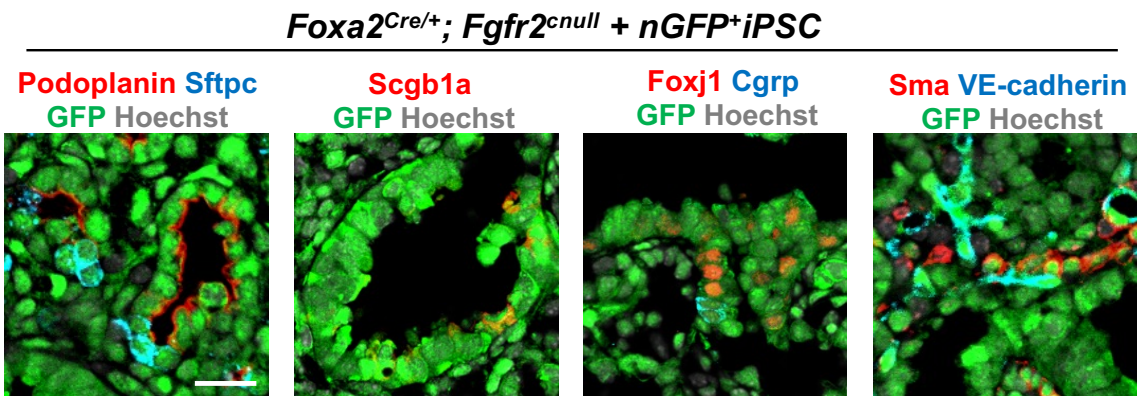 Foxa2Cre/+; Fgfr2cnull + nGFP+iPSC
Podoplanin Sftpc
GFP Hoechst
Scgb1a
GFP Hoechst
Foxj1 Cgrp
GFP Hoechst
Sma VE-cadherin
GFP Hoechst